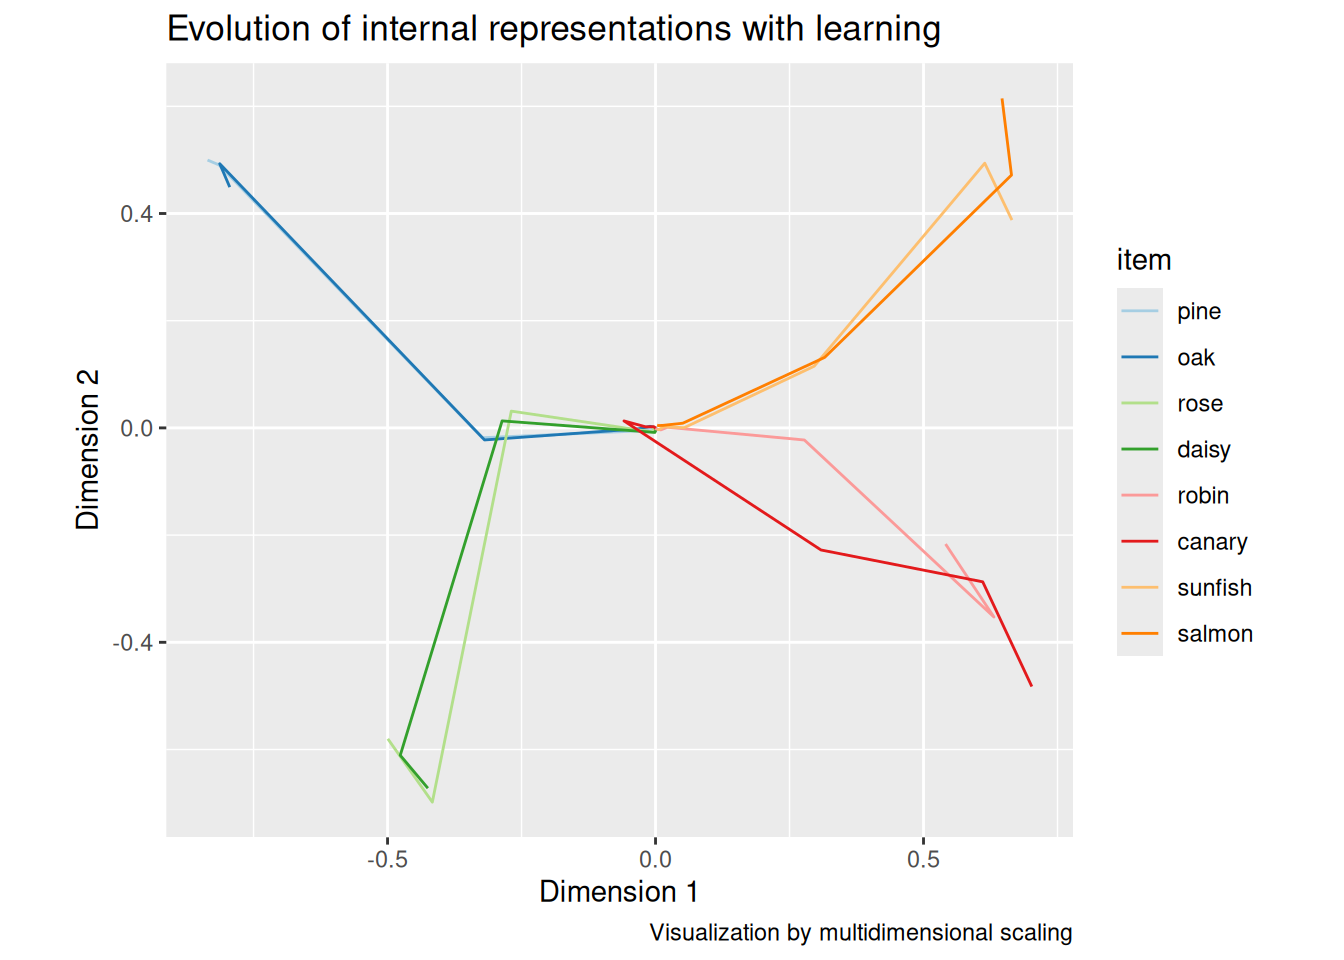 Evolution of internal representations with learning
0.4
0.0
-0.4
Dimension 2
-0.5
0.0
0.5
Dimension 1
Visualization by multidimensional scaling
item
pine
oak
rose
daisy
robin
canary
sunfish
salmon